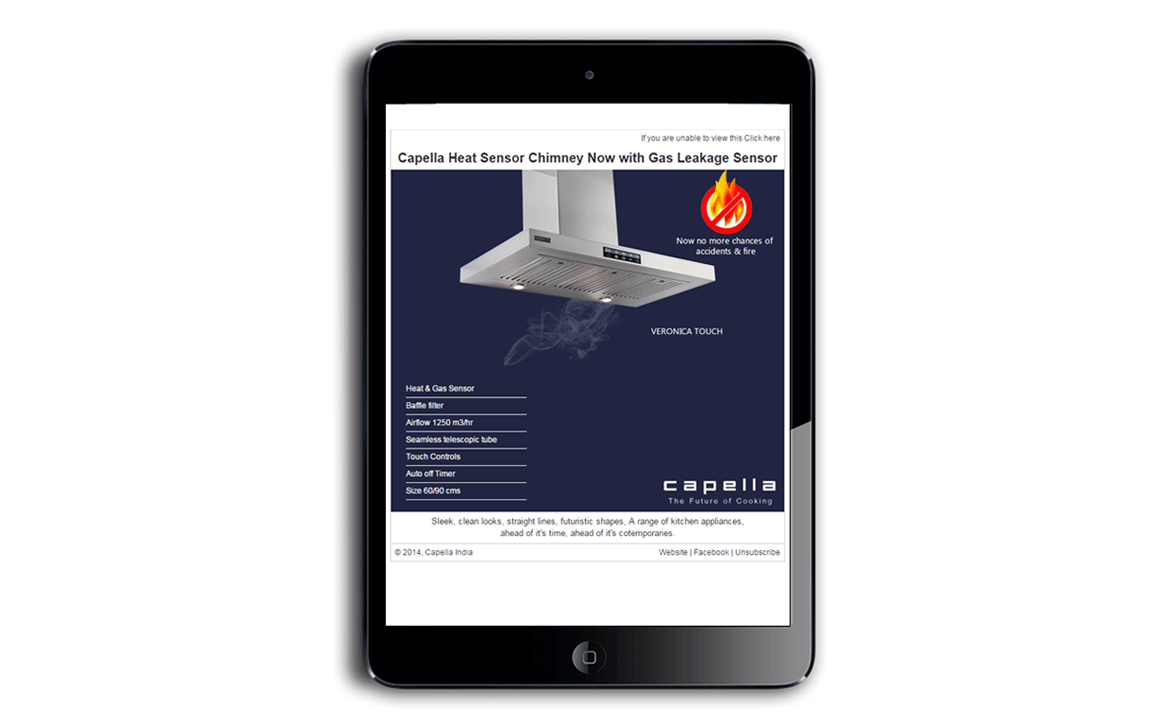 If you are unable to view this Click here
Capella Heat Sensor Chimney Now with Gas Leakage Sensor
Now no more chances of
accidents & fire
VERONICA TOUCH
Heat & Gas Sensor
Baffle filter
Airflow 1250 m3/hr
Seamless telescopic tube
Touch Controls
Auto off Timer
Size 60/90 cms
capella
The Future of Cooking
Sleek, clean looks, straight lines, futuristic shapes, A range of kitchen appliances,
ahead of it's time, ahead of it's cotemporaries.
© 2014, Capella India
Website | Facebook | Unsubscribe